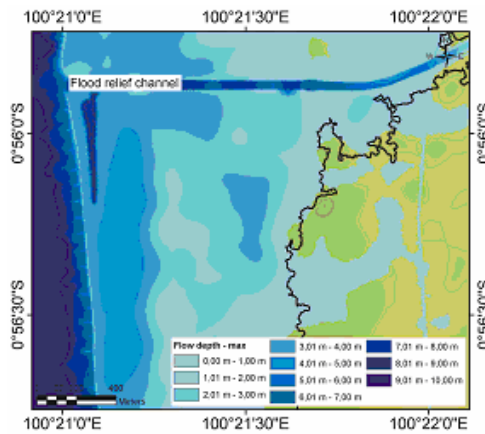 100°21'0"E 100°21'30"E 100°22'0"E
N
W E
Flood relief channel
0°56'0"S 0°56'0"S
0°56'30"S 0°56'30"S
Flow depth - max
0,00 m - 1,00 m
1,01 m - 2,00 m
2,01 m - 3,00 m
3,01 m - 4,00 m
4,01 m - 5,00 m
5,01 m - 6,00 m
6,01 m - 7,00 m
7,01 m - 8,00 m
8,01 m - 9,00 m
9,01 m - 10,00 m
400
Meters
100°21'0"E 100°21'30"E 100°22'0"E